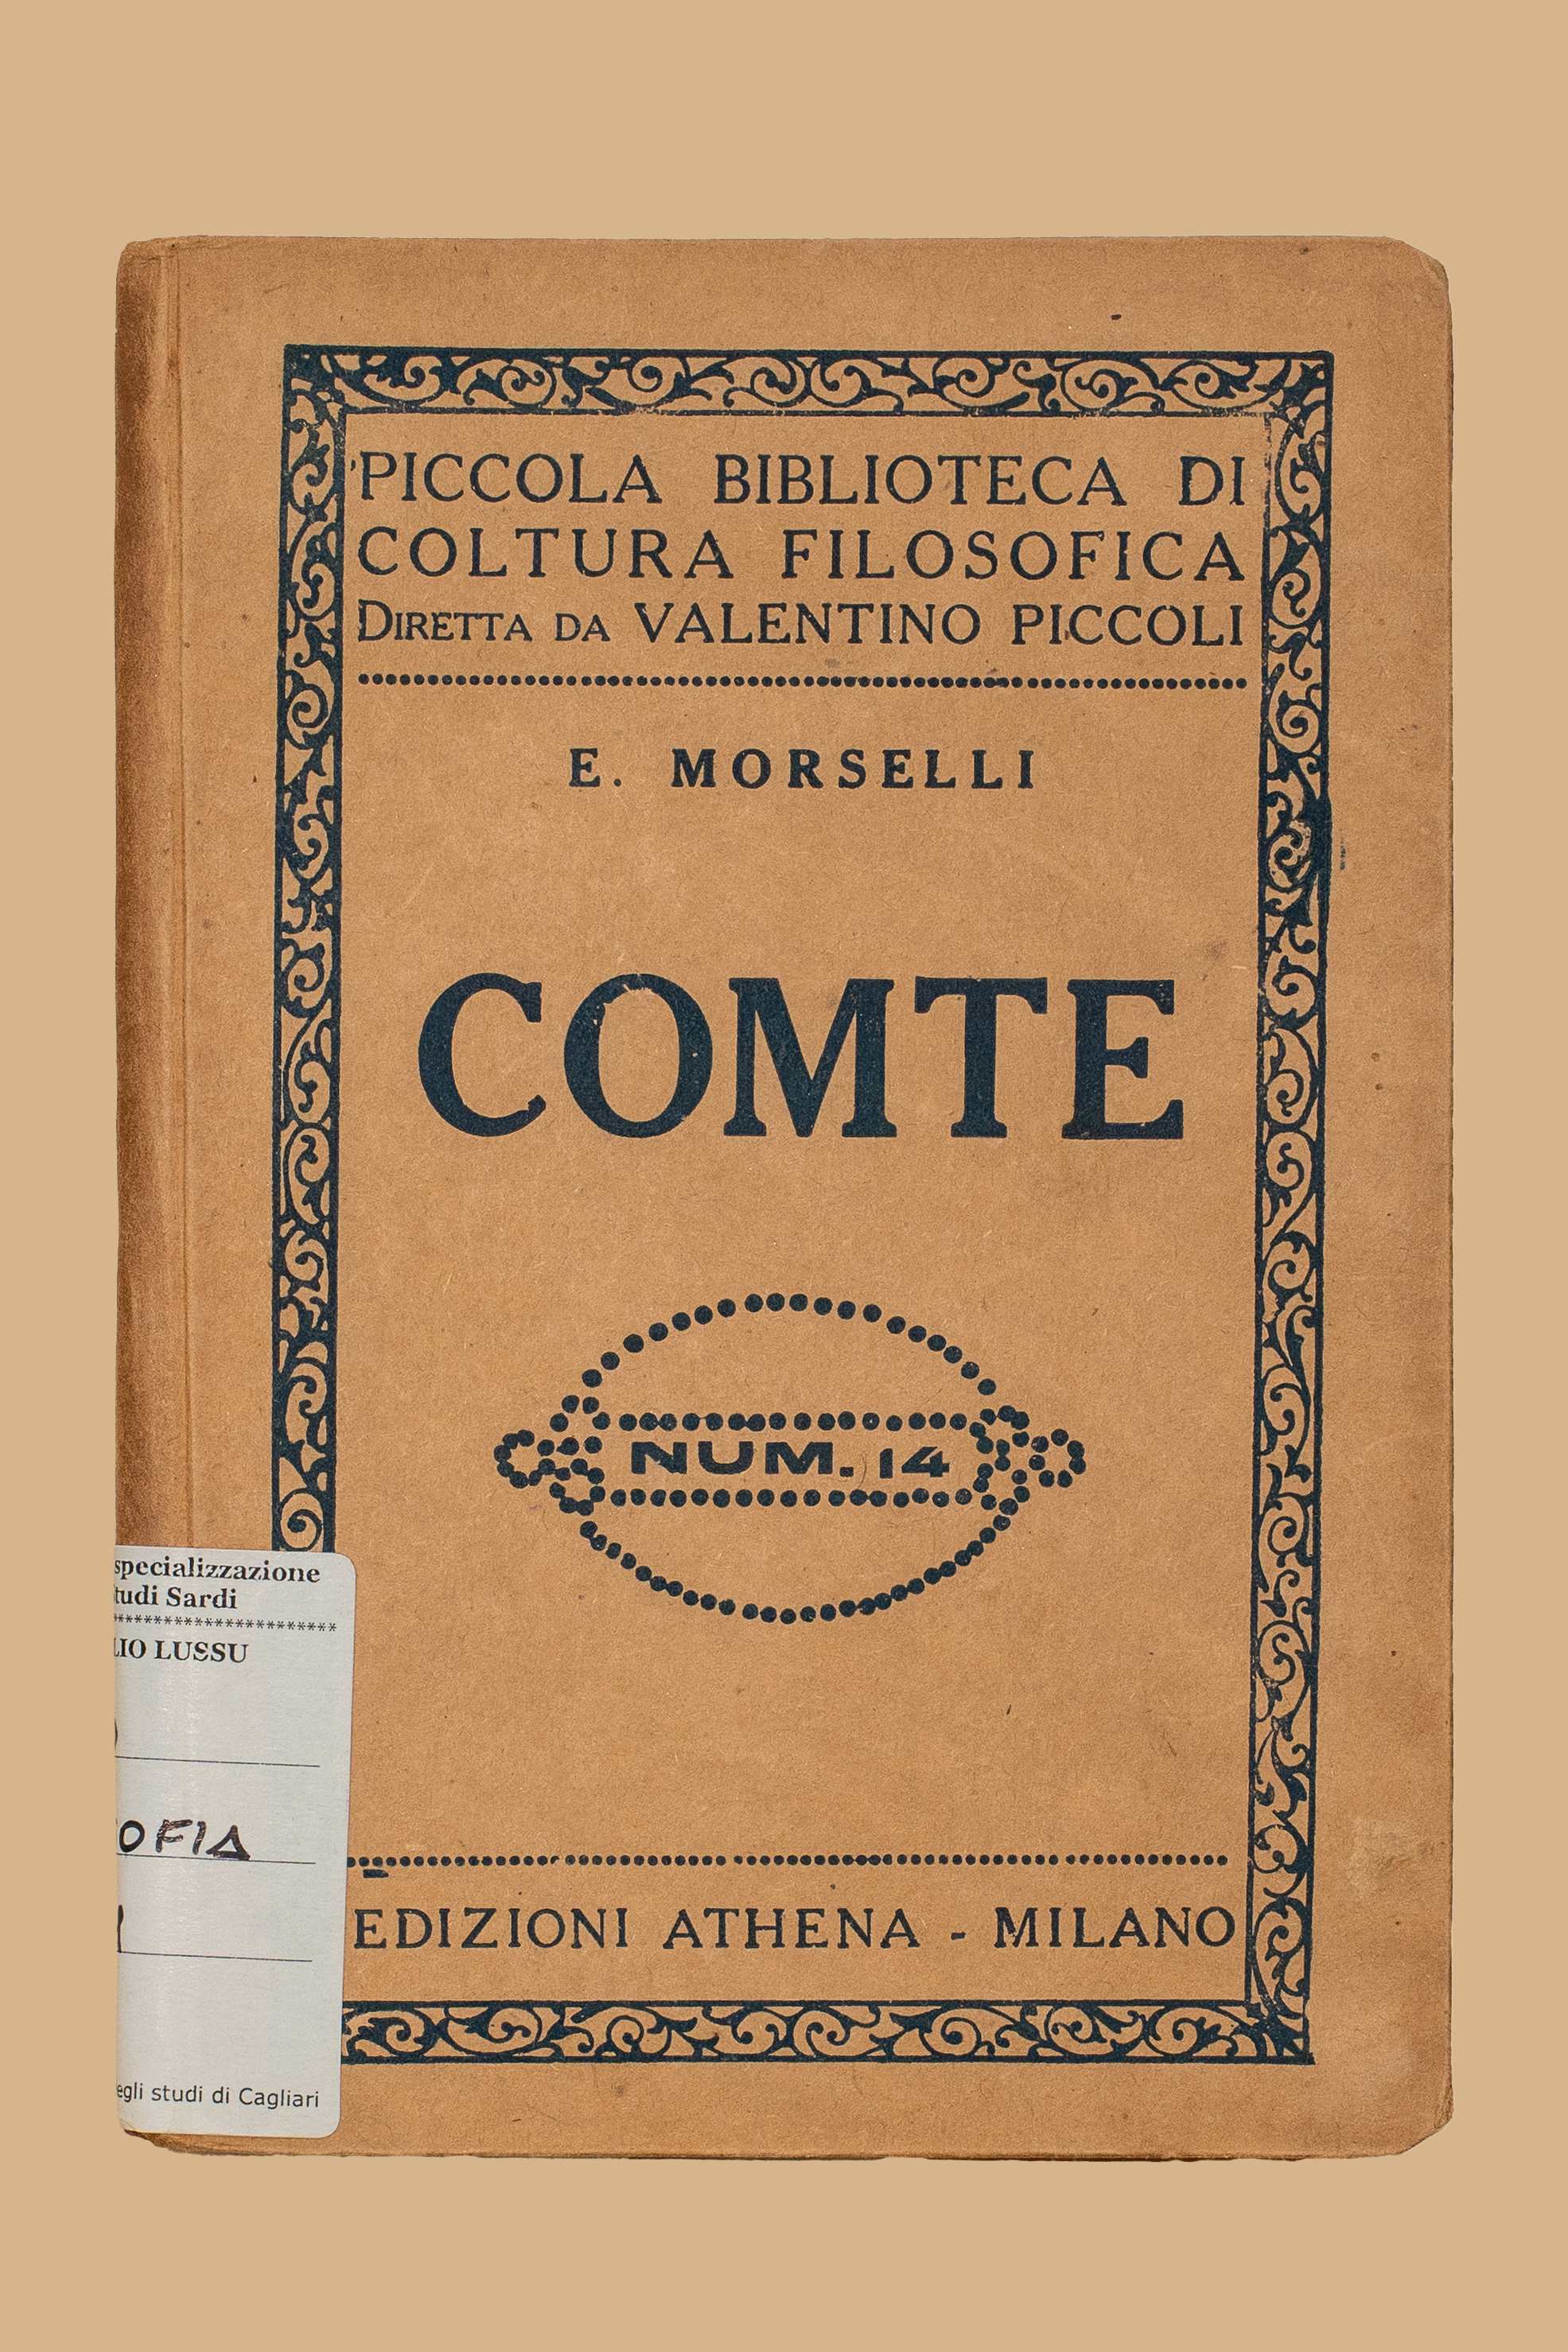 PICCOLA BIBLIOTECA DI
COLTURA FILOSOFICA
DIRETTA DA VALENTINO PICCOLI
E. MORSELLI
COMTE
NUM. 14
specializzazione
tudi Sardi
***********************
LIO LUSSU
OFIA
egli studi di Cagliari
EDIZIONI ATHENA - MILANO